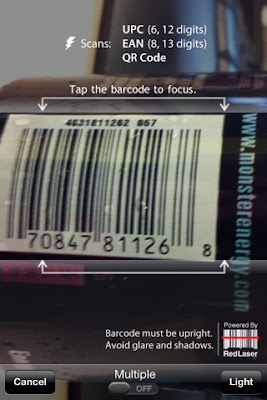 UPC (6, 12 digits)
Scans: EAN (8, 13 digits)
QR Code
Tap the barcode to focus.
4631811262 057
www.monsterenergy.com
70847 81126 8
Barcode must be upright.
Avoid glare and shadows.
Powered By
RedLaser
Multiple
Cancel
OFF
Light